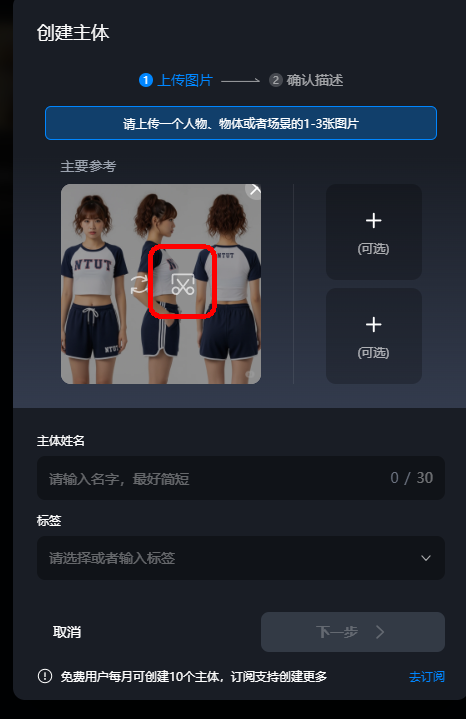 创建主体
1 上传图片 2 确认描述
请上传一个人物、物体或者场景的1-3张图片
主要参考
NTUT
(可选)
(可选)
主体姓名
请输入名字，最好简短 0 / 30
标签
请选择或者输入标签
取消 下一步
免费用户每月可创建10个主体，订阅支持创建更多 去订阅